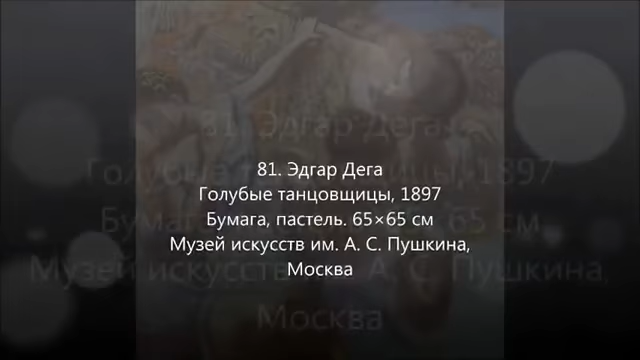 81. Эдгар Дега
Голубые танцовщицы, 1897
Бумага, пастель. 65×65 см
Музей искусств им. А. С. Пушкина,
Москва